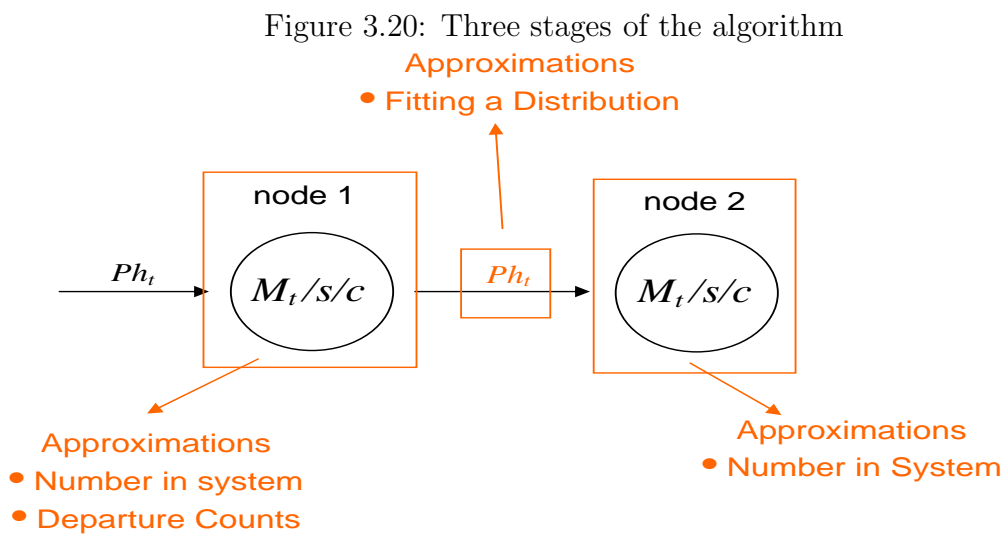 Figure 3.20: Three stages of the algorithm
Approximations
• Fitting a Distribution
node 1
node 2
Ph_t
M_t/s/c
Ph_t
M_t/s/c
Approximations
• Number in system
• Departure Counts
Approximations
• Number in System